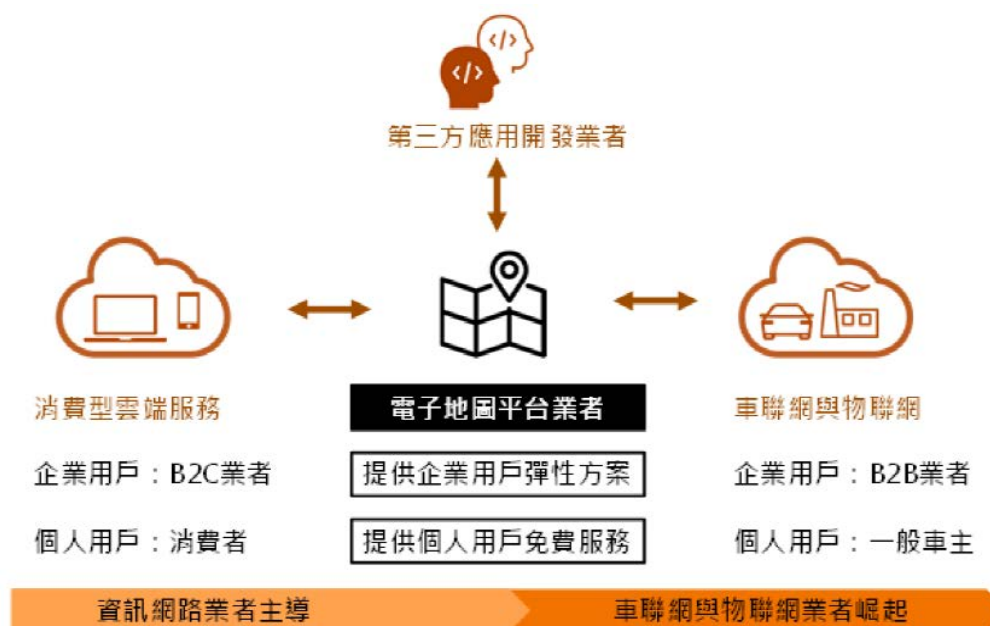 </>
</>
第三方應用開發業者
消費型雲端服務
電子地圖平台業者
車聯網與物聯網
企業用戶：B2C業者
提供企業用戶彈性方案
企業用戶：B2B業者
個人用戶：消費者
提供個人用戶免費服務
個人用戶：一般車主
資訊網路業者主導
車聯網與物聯網業者崛起